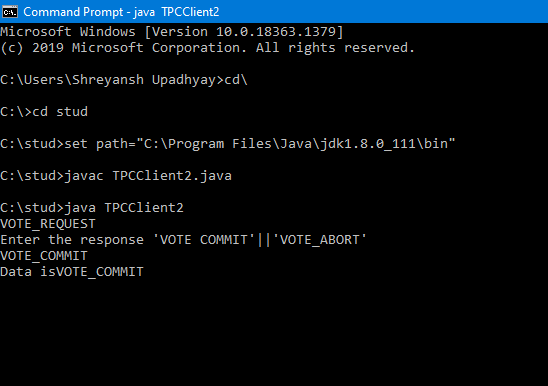 Command Prompt - java TPCClient2
Microsoft Windows [Version 10.0.18363.1379]
(c) 2019 Microsoft Corporation. All rights reserved.
C:\Users\Shreyansh Upadhyay>cd\
C:\>cd stud
C:\stud>set path="C:\Program Files\Java\jdk1.8.0_111\bin"
C:\stud>javac TPCClient2.java
C:\stud>java TPCClient2
VOTE_REQUEST
Enter the response 'VOTE COMMIT'||'VOTE_ABORT'
VOTE_COMMIT
Data isVOTE_COMMIT